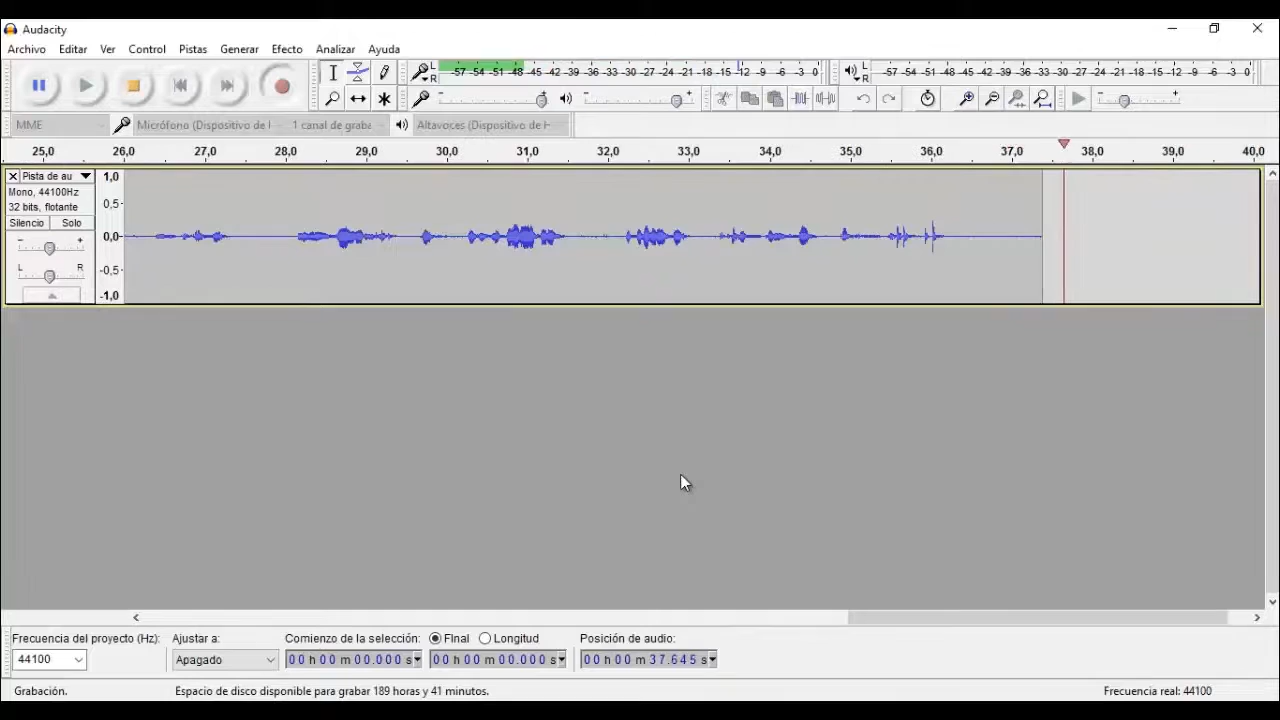 Audacity
Archivo Editar Ver Control Pistas Generar Efecto Analizar Ayuda
L R -57 -54 -51 -48 -45 -42 -39 -36 -33 -30 -27 -24 -21 -18 -15 -12 -9 -6 -3 0 L R -57 -54 -51 -48 -45 -42 -39 -36 -33 -30 -27 -24 -21 -18 -15 -12 -9 -6 -3 0
- + - + - +
MME Micrófono (Dispositivo de 1 canal de graba Altavoces (Dispositivo de
25,0 26,0 27,0 28,0 29,0 30,0 31,0 32,0 33,0 34,0 35,0 36,0 37,0 38,0 39,0 40,0
Pista de au 1,0
Mono, 44100Hz
32 bits, flotante 0,5
Silencio Solo
- + 0,0
L R -0,5
-1,0
Frecuencia del proyecto (Hz): Ajustar a: Comienzo de la selección: FInal Longitud Posición de audio:
44100 Apagado 00 h 00 m 00.000 s 00 h 00 m 00.000 s 00 h 00 m 37.645 s
Grabación. Espacio de disco disponible para grabar 189 horas y 41 minutos. Frecuencia real: 44100